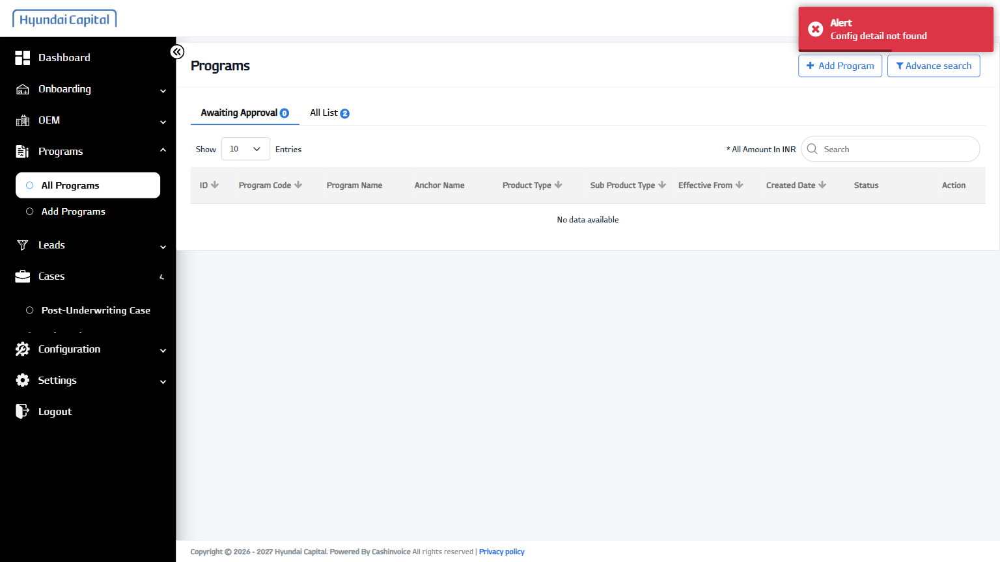 Hyundai Capital
Alert
Config detail not found
Dashboard
Onboarding
OEM
Programs
All Programs
Add Programs
Leads
Cases
Post-Underwriting Case
Configuration
Settings
Logout
Programs
Add Program
Advance search
Awaiting Approval 0
All List 2
Show 10 Entries
* All Amount In INR
Search
ID Program Code Program Name Anchor Name Product Type Sub Product Type Effective From Created Date Status Action
No data available
Copyright © 2026 - 2027 Hyundai Capital. Powered By Cashinvoice All rights reserved | Privacy policy